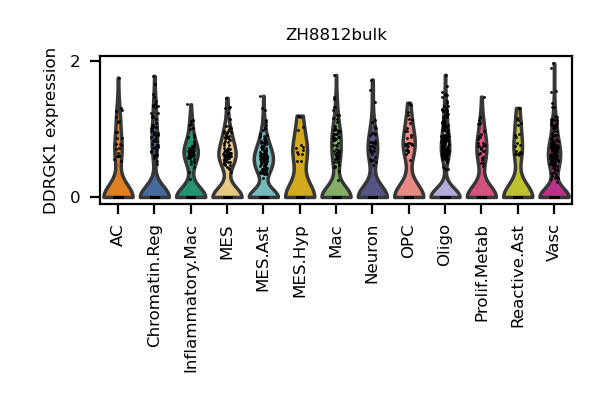 ZH8812bulk
DDRGK1 expression
2
0
AC
Chromatin.Reg
Inflammatory.Mac
MES
MES.Ast
MES.Hyp
Mac
Neuron
OPC
Oligo
Prolif.Metab
Reactive.Ast
Vasc